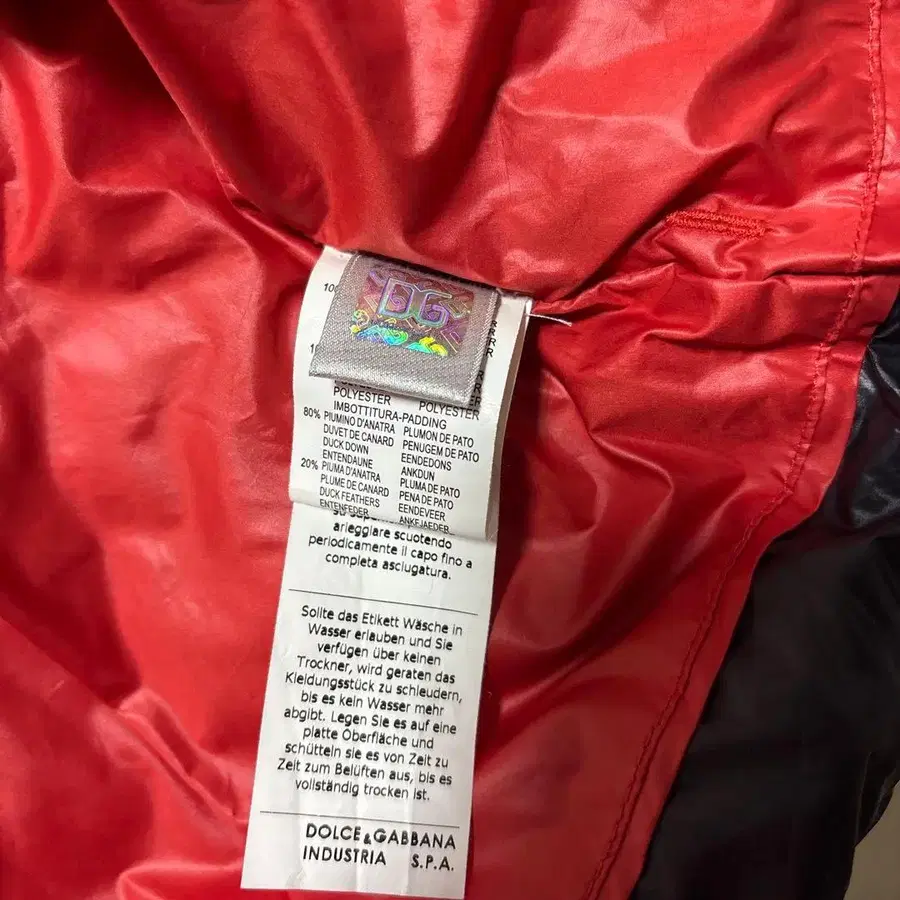 DG
10
R
R
R
R
1
POLYESTER POLYESTER
IMBOTTITURA-PADDING
80% PIUMINO D'ANATRA PLUMON DE PATO
DUVET DE CANARD PENUGEM DE PATO
DUCK DOWN EENDEDONS
ENTENDAUNE ANKDUN
20% PIUMA D'ANATRA PLUMA DE PATO
PLUME DE CANARD PENA DE PATO
DUCK FEATHERS EENDEVEER
ENTENFEDER ANKFJAEDER
arieggiare scuotendo
periodicamente il capo fino a
completa asciugatura.
Sollte das Etikett Wäsche in
Wasser erlauben und Sie
verfügen über keinen
Trockner, wird geraten das
Kleidungsstück zu schleudern,
bis es kein Wasser mehr
abgibt. Legen Sie es auf eine
platte Oberfläche und
schütteln sie es von Zeit zu
Zeit zum Belüften aus, bis es
vollständig trocken ist.
DOLCE&GABBANA
INDUSTRIA S.P.A.